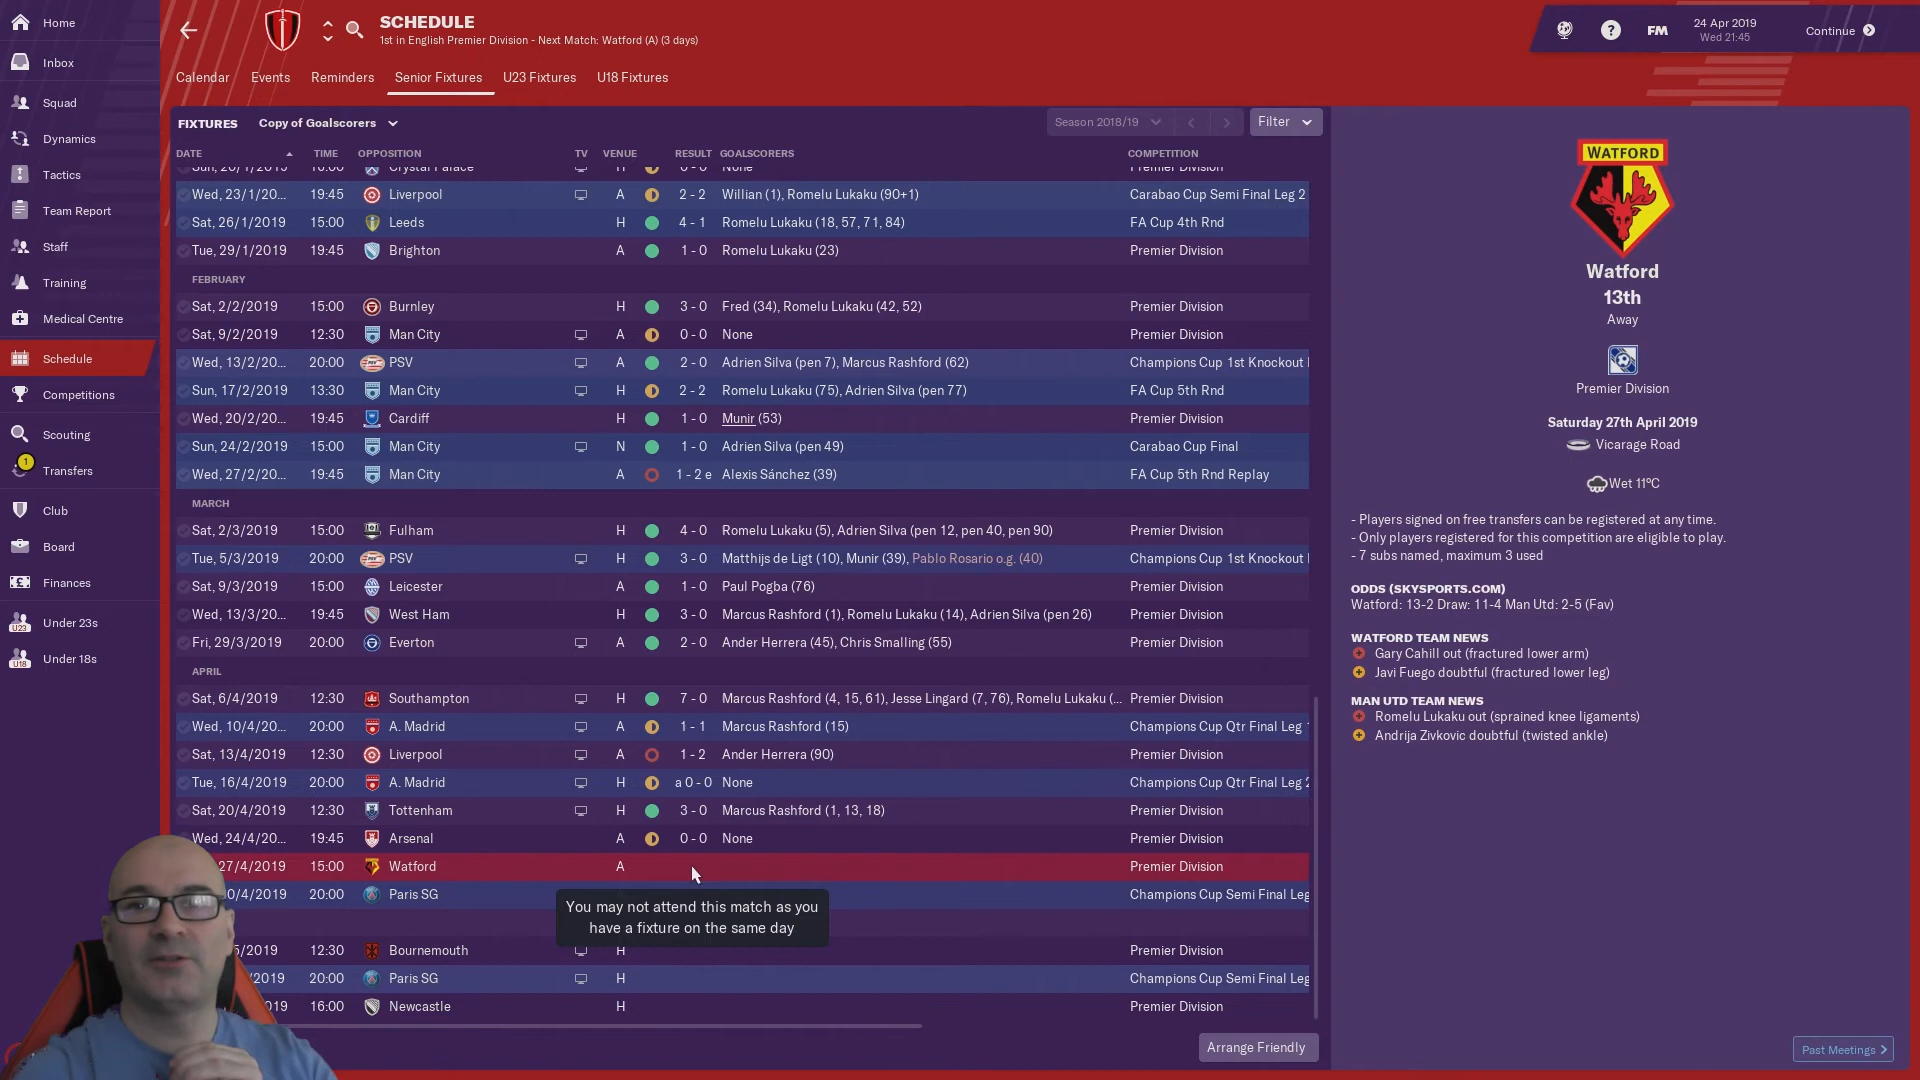 Home
Inbox
Squad
Dynamics
Tactics
Team Report
Staff
Training
Medical Centre
Schedule
Competitions
Scouting
1
Transfers
Club
Board
Finances
U23
Under 23s
U18
Under 18s
SCHEDULE
1st in English Premier Division - Next Match: Watford (A) (3 days)
FM
24 Apr 2019
Wed 21:45
Continue
Calendar Events Reminders Senior Fixtures U23 Fixtures U18 Fixtures
FIXTURES Copy of Goalscorers Season 2018/19 Filter
DATE TIME OPPOSITION TV VENUE RESULT GOALSCORERS COMPETITION
Sun, 20/1/2019 16:00 Crystal Palace H 0 - 0 None Premier Division
Wed, 23/1/20... 19:45 Liverpool A 2 - 2 Willian (1), Romelu Lukaku (90+1) Carabao Cup Semi Final Leg 2
Sat, 26/1/2019 15:00 Leeds H 4 - 1 Romelu Lukaku (18, 57, 71, 84) FA Cup 4th Rnd
Tue, 29/1/2019 19:45 Brighton A 1 - 0 Romelu Lukaku (23) Premier Division
FEBRUARY
Sat, 2/2/2019 15:00 Burnley H 3 - 0 Fred (34), Romelu Lukaku (42, 52) Premier Division
Sat, 9/2/2019 12:30 Man City A 0 - 0 None Premier Division
Wed, 13/2/20... 20:00 PSV A 2 - 0 Adrien Silva (pen 7), Marcus Rashford (62) Champions Cup 1st Knockout
Sun, 17/2/2019 13:30 Man City H 2 - 2 Romelu Lukaku (75), Adrien Silva (pen 77) FA Cup 5th Rnd
Wed, 20/2/20... 19:45 Cardiff H 1 - 0 Munir (53) Premier Division
Sun, 24/2/2019 15:00 Man City N 1 - 0 Adrien Silva (pen 49) Carabao Cup Final
Wed, 27/2/20... 19:45 Man City A 1 - 2 e Alexis Sánchez (39) FA Cup 5th Rnd Replay
MARCH
Sat, 2/3/2019 15:00 Fulham H 4 - 0 Romelu Lukaku (5), Adrien Silva (pen 12, pen 40, pen 90) Premier Division
Tue, 5/3/2019 20:00 PSV H 3 - 0 Matthijs de Ligt (10), Munir (39), Pablo Rosario o.g. (40) Champions Cup 1st Knockout
Sat, 9/3/2019 15:00 Leicester A 1 - 0 Paul Pogba (76) Premier Division
Wed, 13/3/20... 19:45 West Ham H 3 - 0 Marcus Rashford (1), Romelu Lukaku (14), Adrien Silva (pen 26) Premier Division
Fri, 29/3/2019 20:00 Everton A 2 - 0 Ander Herrera (45), Chris Smalling (55) Premier Division
APRIL
Sat, 6/4/2019 12:30 Southampton H 7 - 0 Marcus Rashford (4, 15, 61), Jesse Lingard (7, 76), Romelu Lukaku (... Premier Division
Wed, 10/4/20... 20:00 A. Madrid A 1 - 1 Marcus Rashford (15) Champions Cup Qtr Final Leg
Sat, 13/4/2019 12:30 Liverpool A 1 - 2 Ander Herrera (90) Premier Division
Tue, 16/4/2019 20:00 A. Madrid H a 0 - 0 None Champions Cup Qtr Final Leg 2
Sat, 20/4/2019 12:30 Tottenham H 3 - 0 Marcus Rashford (1, 13, 18) Premier Division
Wed, 24/4/20... 19:45 Arsenal A 0 - 0 None Premier Division
27/4/2019 15:00 Watford A Premier Division
0/4/2019 20:00 Paris SG Champions Cup Semi Final Leg
You may not attend this match as you
have a fixture on the same day
5/2019 12:30 Bournemouth H Premier Division
2019 20:00 Paris SG H Champions Cup Semi Final Leg
019 16:00 Newcastle H Premier Division
Arrange Friendly
WATFORD
Watford
13th
Away
Premier Division
Saturday 27th April 2019
Vicarage Road
Wet 11°C
- Players signed on free transfers can be registered at any time.
- Only players registered for this competition are eligible to play.
- 7 subs named, maximum 3 used
ODDS (SKYSPORTS.COM)
Watford: 13-2 Draw: 11-4 Man Utd: 2-5 (Fav)
WATFORD TEAM NEWS
Gary Cahill out (fractured lower arm)
Javi Fuego doubtful (fractured lower leg)
MAN UTD TEAM NEWS
Romelu Lukaku out (sprained knee ligaments)
Andrija Zivkovic doubtful (twisted ankle)
Past Meetings